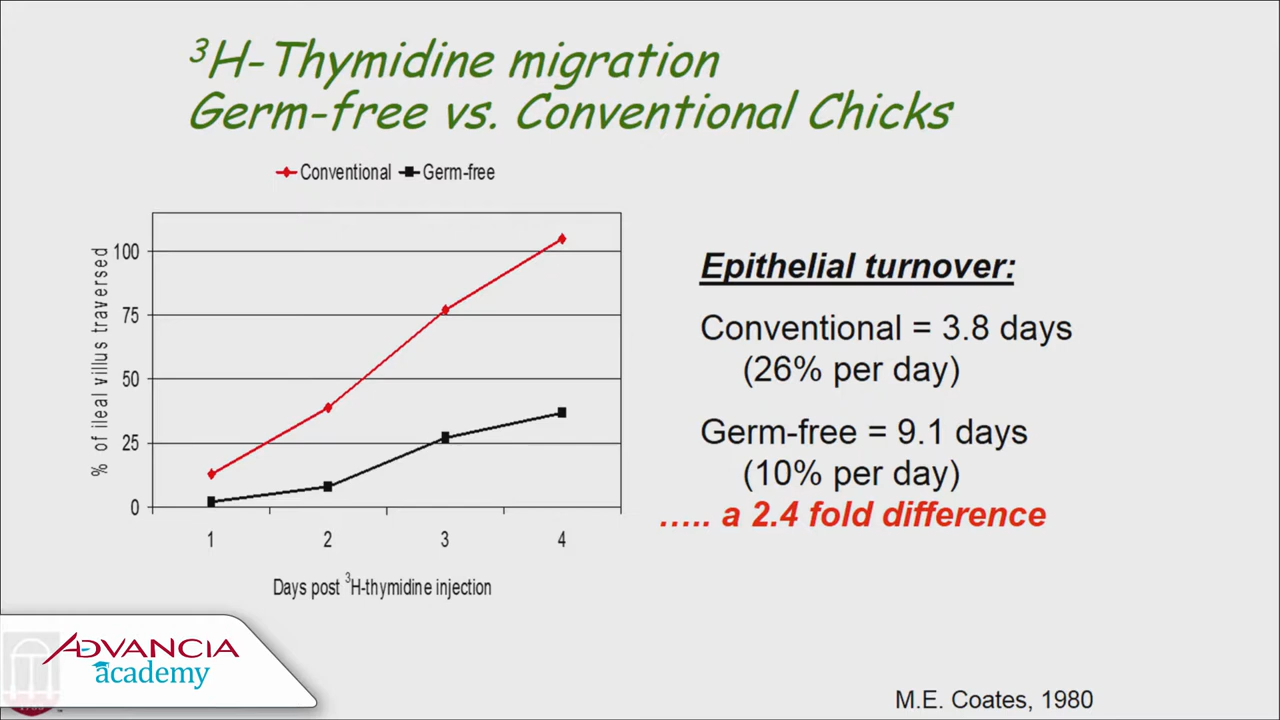 ³H-Thymidine migration
Germ-free vs. Conventional Chicks
Conventional Germ-free
% of ileal villus traversed
100
75
50
25
0
1 2 3 4
Days post ³H-thymidine injection
Epithelial turnover:
Conventional = 3.8 days
(26% per day)
Germ-free = 9.1 days
(10% per day)
..... a 2.4 fold difference
ADVANCIA
academy
M.E. Coates, 1980